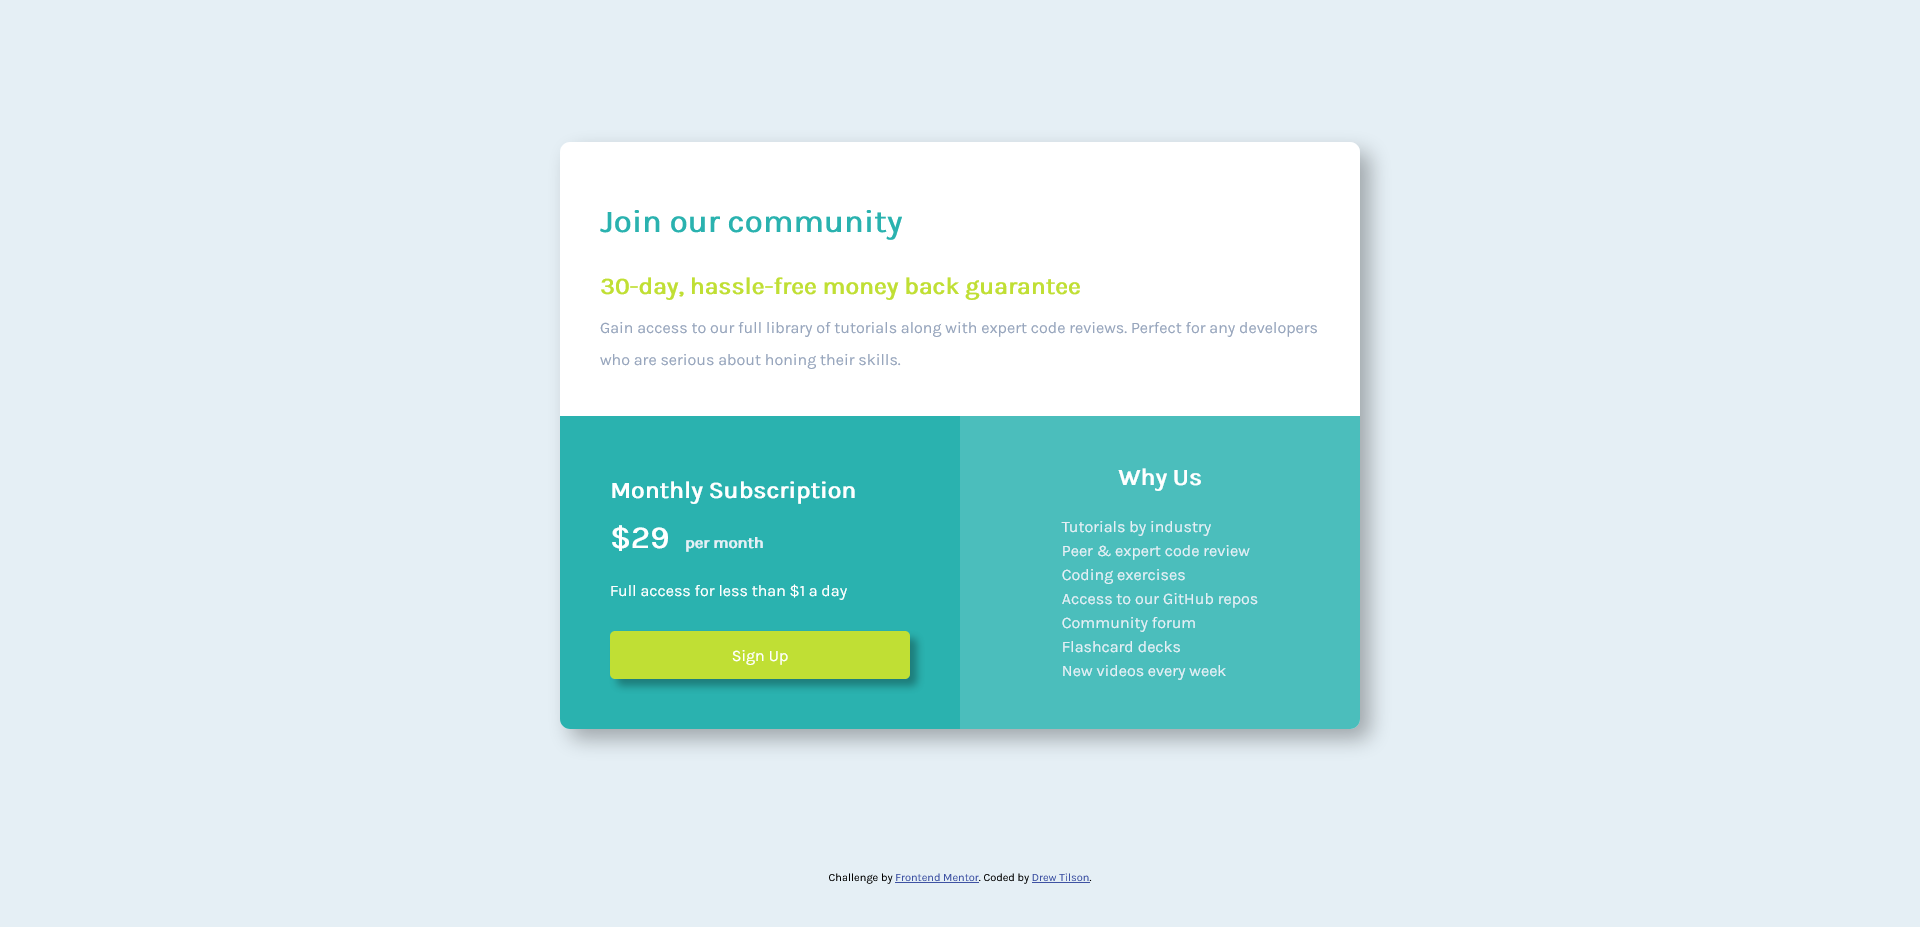 Join our community
30-day, hassle-free money back guarantee
Gain access to our full library of tutorials along with expert code reviews. Perfect for any developers
who are serious about honing their skills.
Monthly Subscription
$29 per month
Full access for less than $1 a day
Sign Up
Why Us
Tutorials by industry
Peer & expert code review
Coding exercises
Access to our GitHub repos
Community forum
Flashcard decks
New videos every week
Challenge by Frontend Mentor. Coded by Drew Tilson.